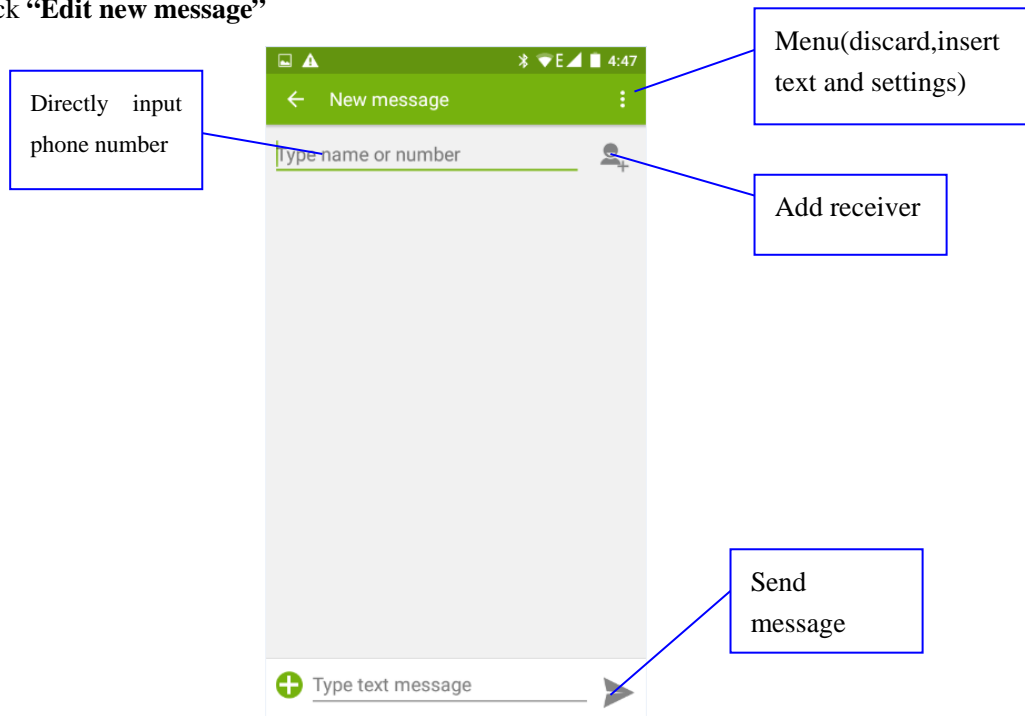 ck “Edit new message”
Menu(discard,insert
text and settings)
E 4:47
Directly input
phone number
New message
Type name or number
Add receiver
Send
message
Type text message